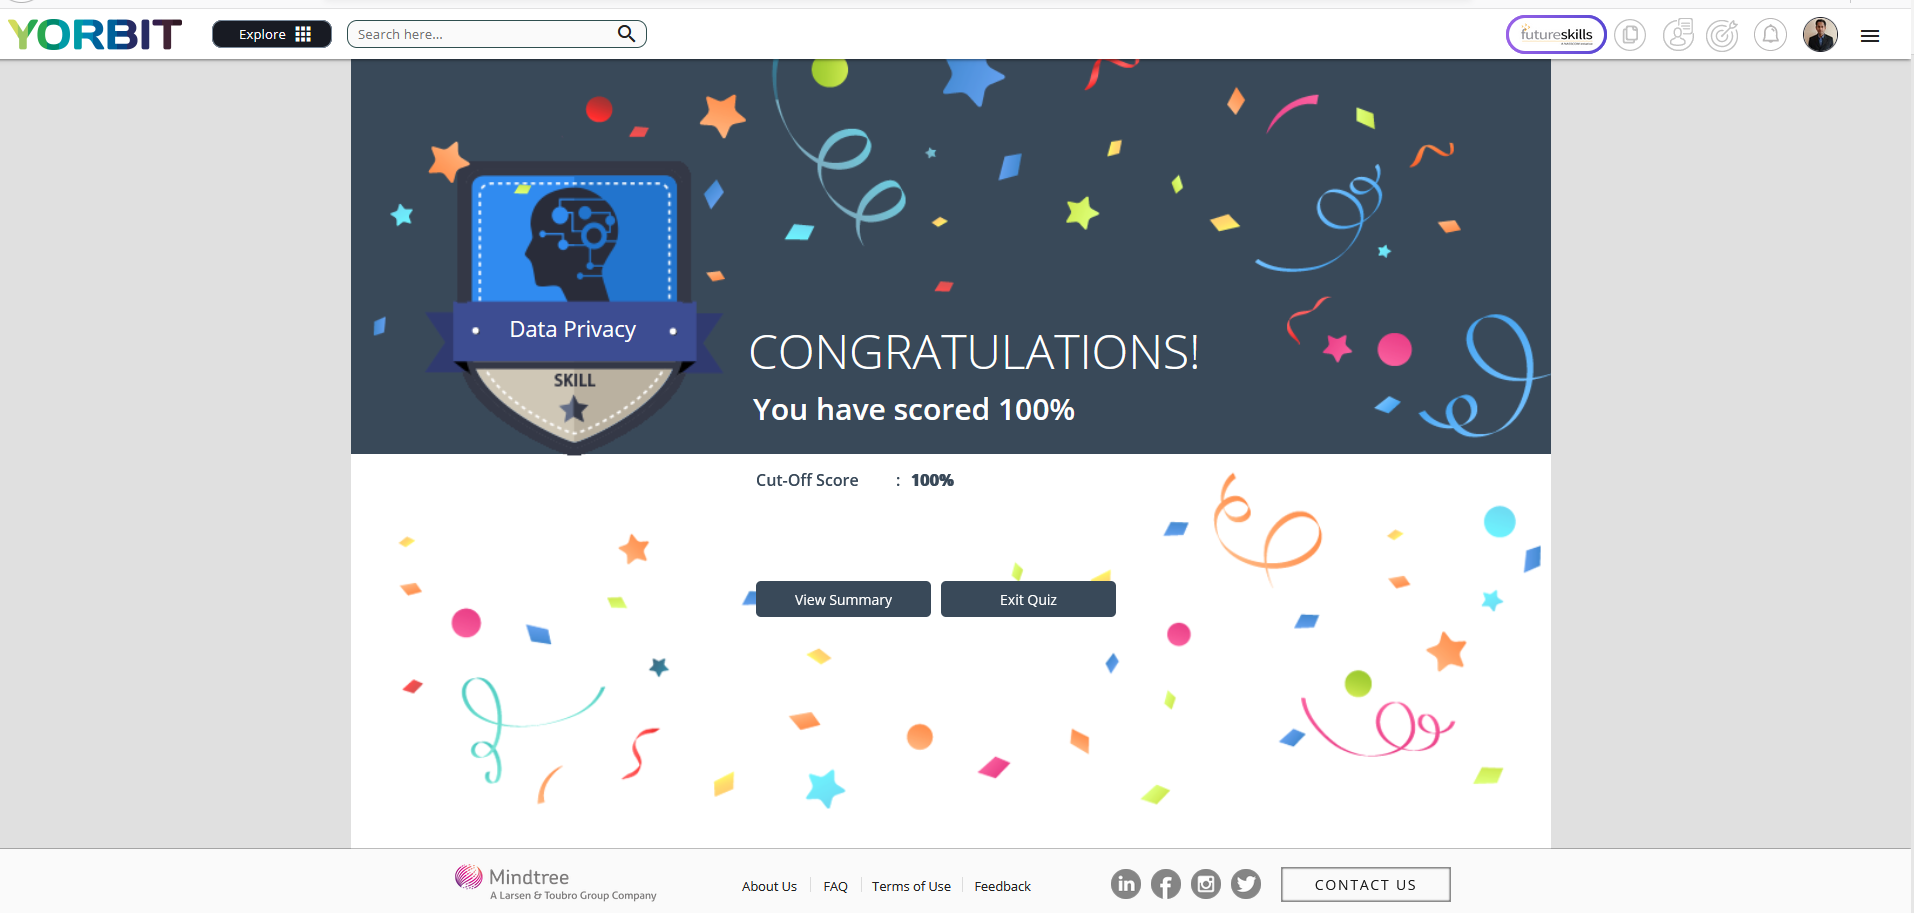 YORBIT
Explore
Search here...
futureskills
Data Privacy
SKILL
CONGRATULATIONS!
You have scored 100%
Cut-Off Score : 100%
View Summary
Exit Quiz
Mindtree
A Larsen & Toubro Group Company
About Us
FAQ
Terms of Use
Feedback
CONTACT US